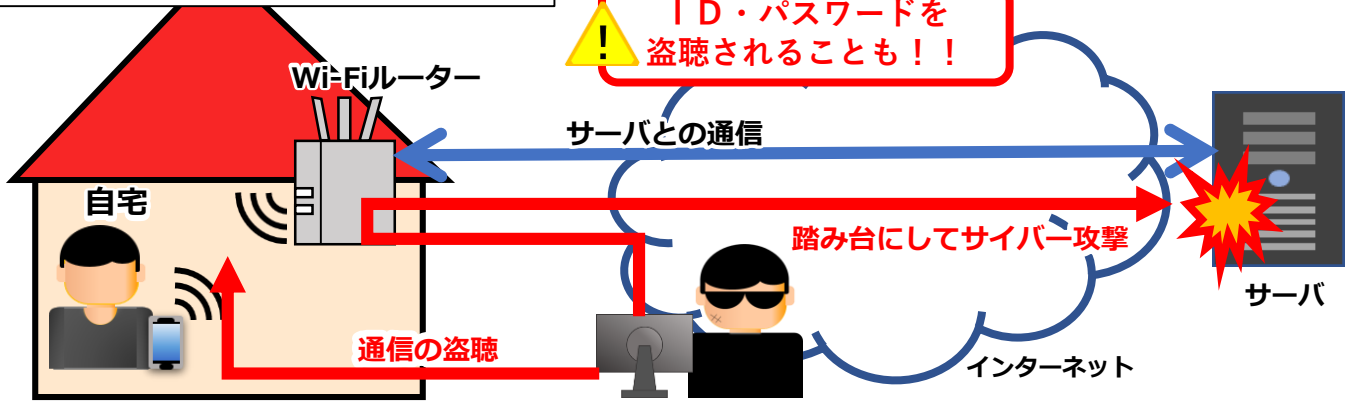 ＩＤ・パスワードを
盗聴されることも！！
!
Wi-Fiルーター
サーバとの通信
自宅
踏み台にしてサイバー攻撃
サーバ
通信の盗聴
インターネット